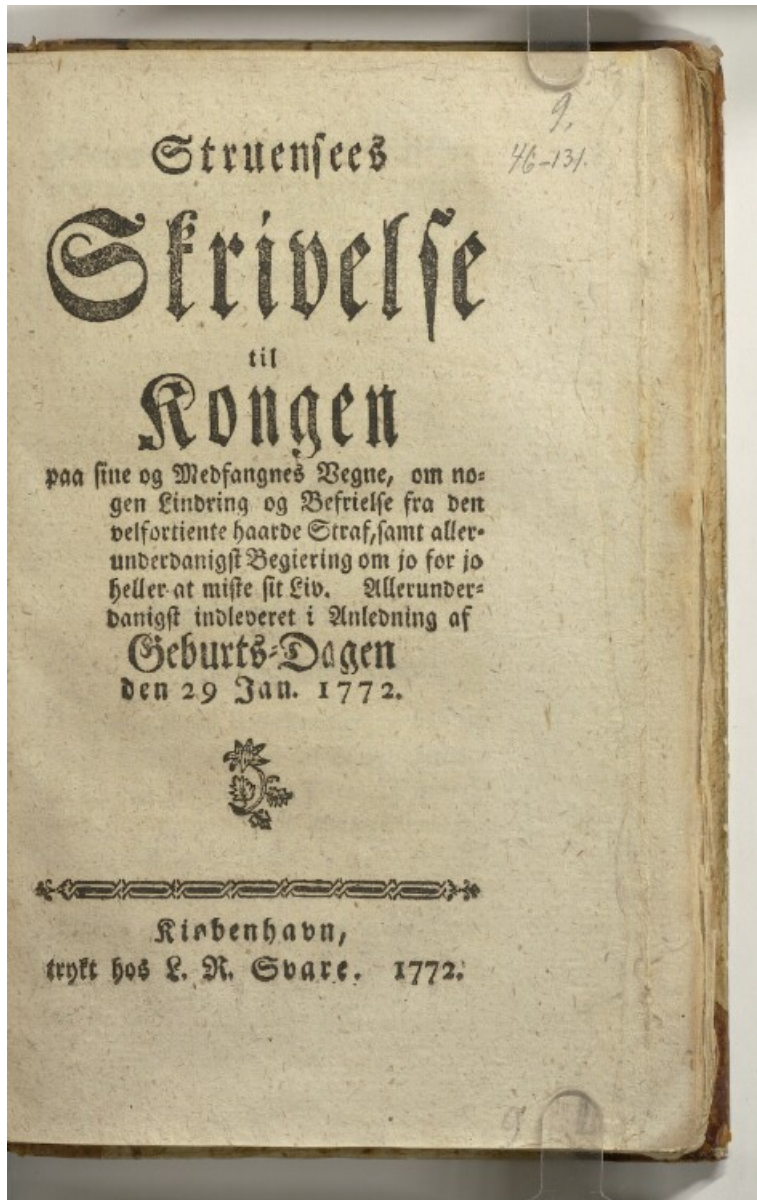 9.
46-131.
Struensees
Skrivelse
til
Kongen
paa sine og Medfangnes Vegne, om no-
gen Lindring og Befrielse fra den
velfortiente haarde Straf, samt aller-
underdanigst Begiering om jo for jo
heller at miste sit Liv. Allerunder-
danigst indleveret i Anledning af
Geburts-Dagen
den 29 Jan. 1772.
Kiøbenhavn,
trykt hos L. N. Svare. 1772.